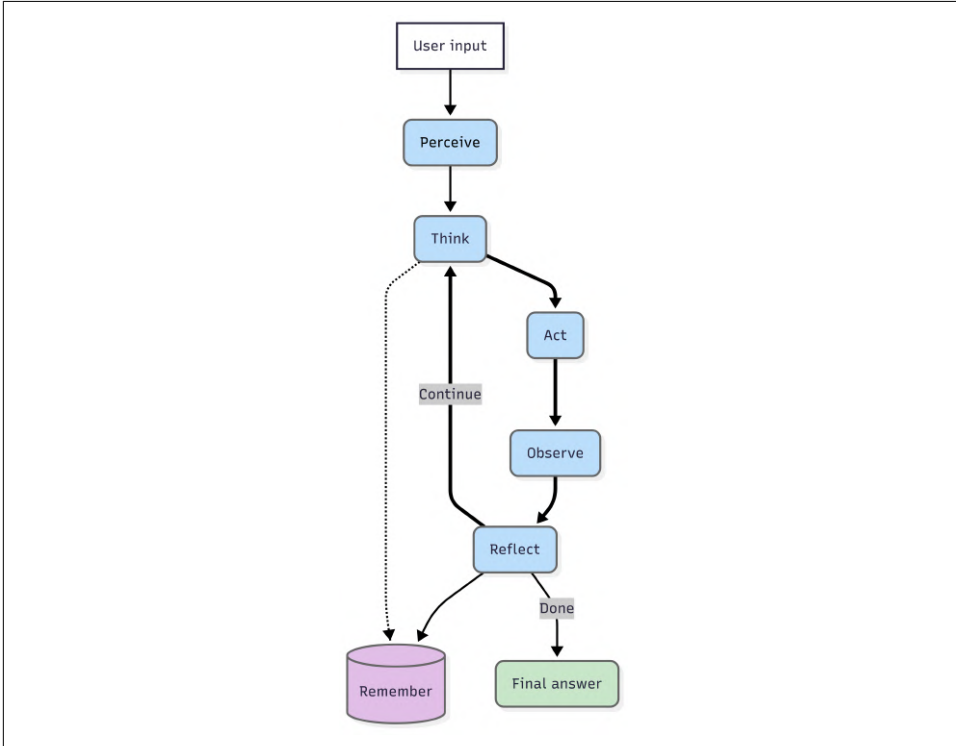 User input
Perceive
Think
Act
Continue
Observe
Reflect
Done
Remember
Final answer